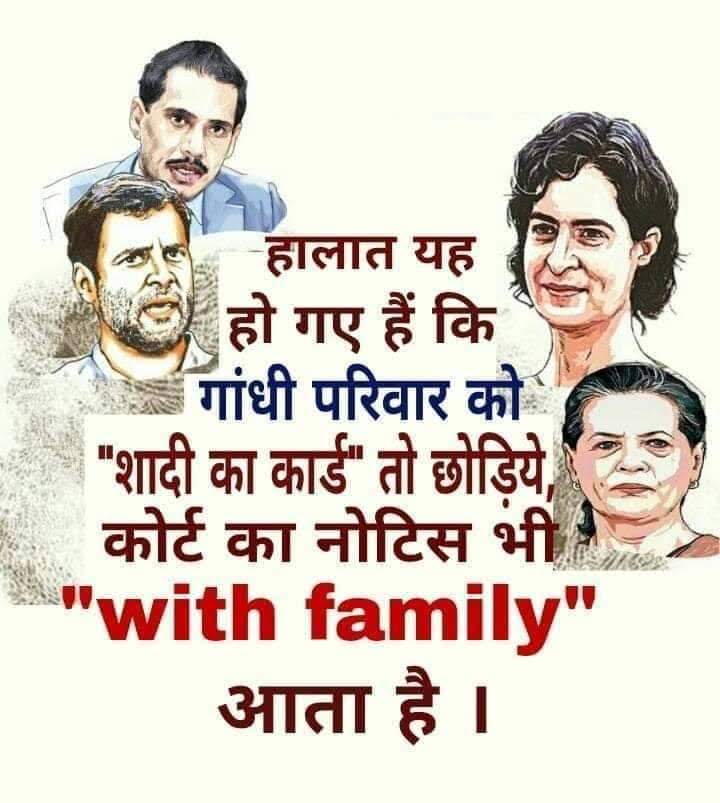 हालात यह
हो गए हैं कि
गांधी परिवार को
"शादी का कार्ड" तो छोड़िये,
कोर्ट का नोटिस भी
"with family"
आता है ।